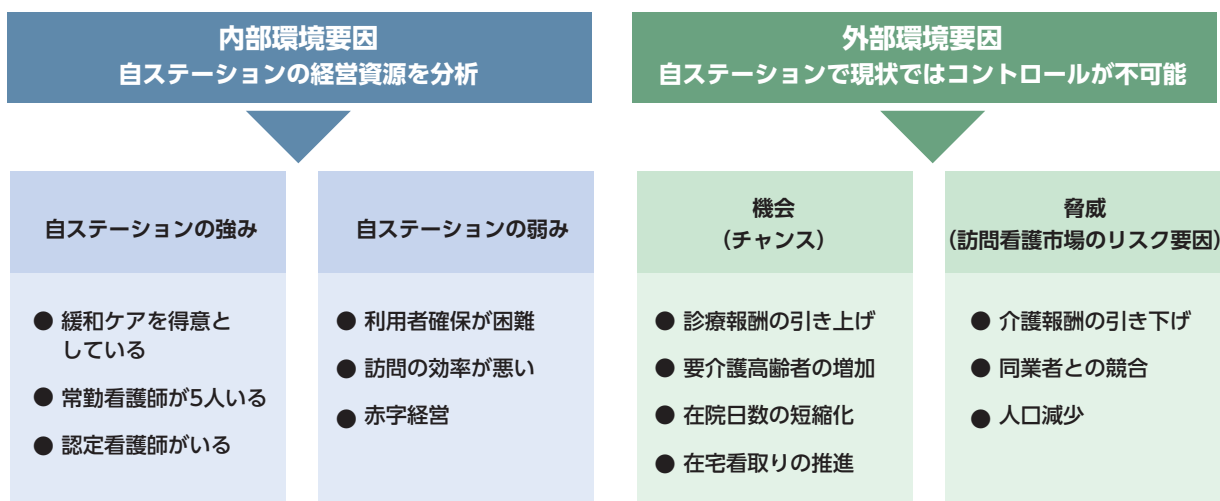 内部環境要因
自ステーションの経営資源を分析
外部環境要因
自ステーションで現状ではコントロールが不可能
自ステーションの強み
● 緩和ケアを得意と
している
● 常勤看護師が5人いる
● 認定看護師がいる
自ステーションの弱み
● 利用者確保が困難
● 訪問の効率が悪い
● 赤字経営
機会
(チャンス)
● 診療報酬の引き上げ
● 要介護高齢者の増加
● 在院日数の短縮化
● 在宅看取りの推進
脅威
(訪問看護市場のリスク要因)
● 介護報酬の引き下げ
● 同業者との競合
● 人口減少